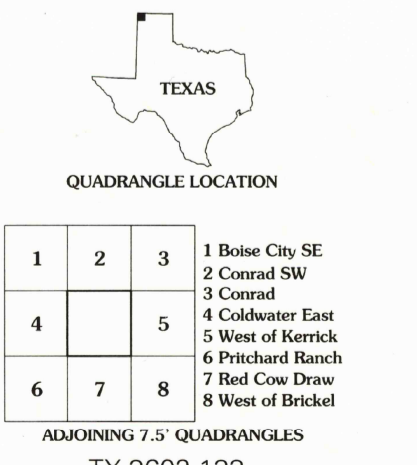 TEXAS
QUADRANGLE LOCATION
1 2 3
4 5
6 7 8
1 Boise City SE
2 Conrad SW
3 Conrad
4 Coldwater East
5 West of Kerrick
6 Pritchard Ranch
7 Red Cow Draw
8 West of Brickel
ADJOINING 7.5' QUADRANGLES